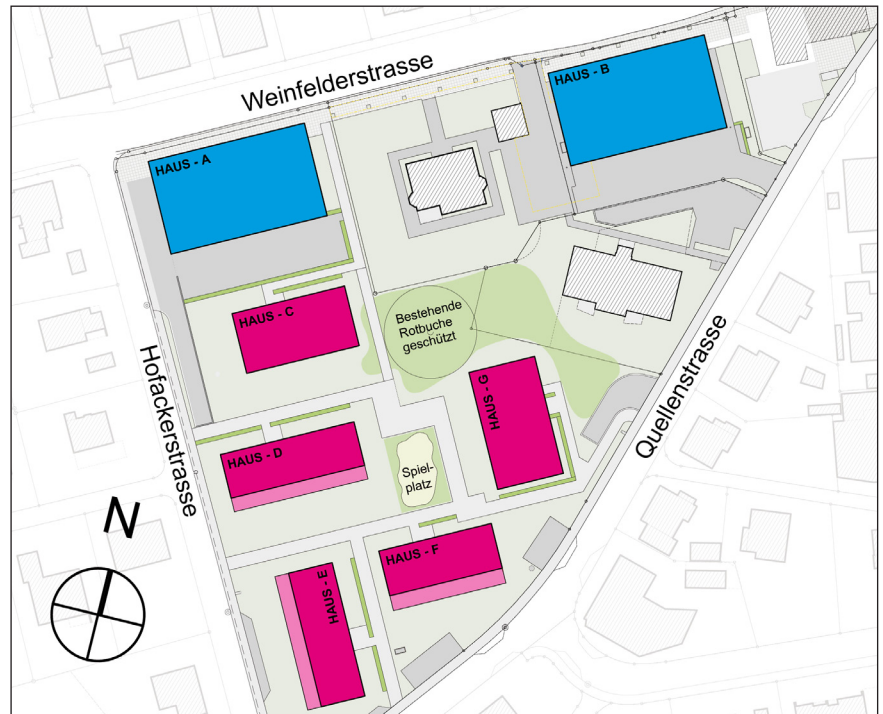 Weinfelderstrasse
HAUS - B
HAUS - A
HAUS - C
Bestehende
Rotbuche
geschützt
Hofackerstrasse
HAUS - G
Quellenstrasse
HAUS - D
Spiel-
platz
N
HAUS - F
HAUS - E